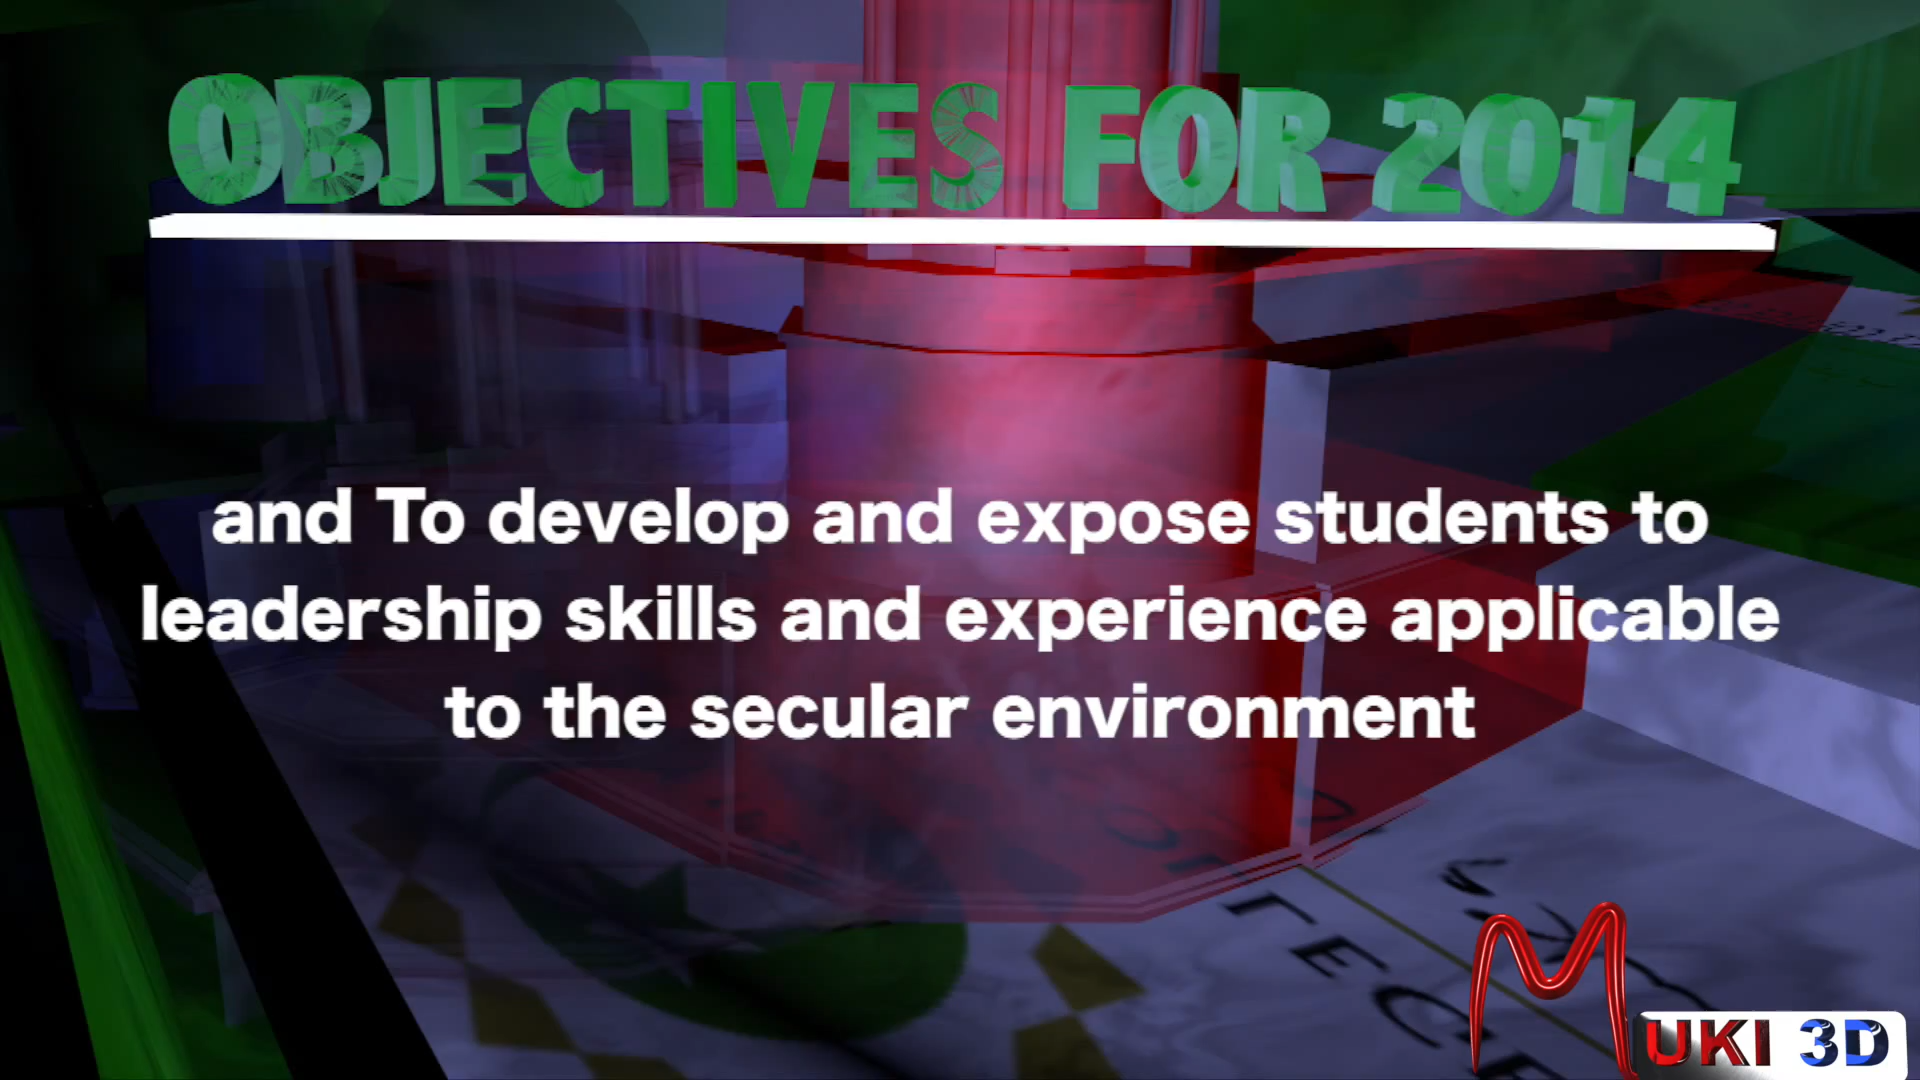 OBJECTIVES FOR 2014
and To develop and expose students to
leadership skills and experience applicable
to the secular environment
MUKI 3D